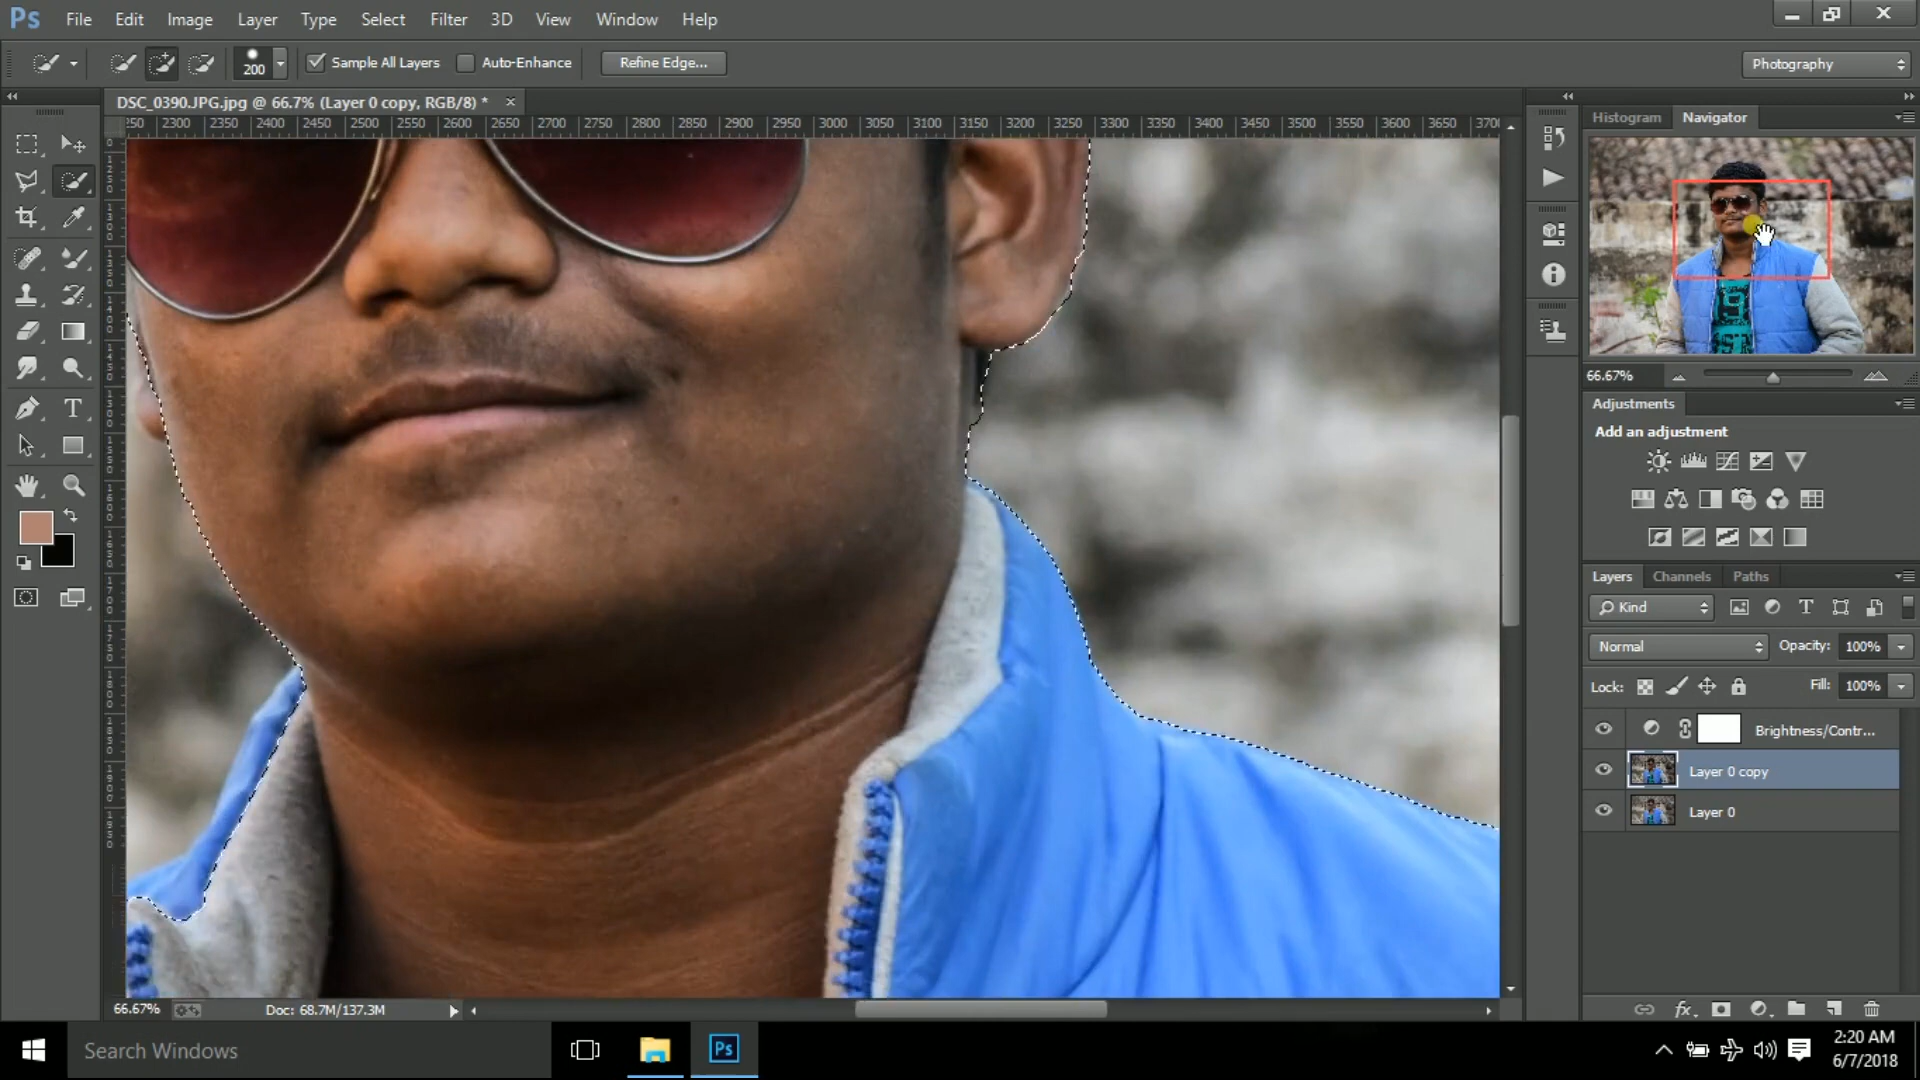 Ps File Edit Image Layer Type Select Filter 3D View Window Help
200 Sample All Layers Auto-Enhance Refine Edge... Photography
DSC_0390.JPG.jpg @ 66.7% (Layer 0 copy, RGB/8) * ×
250 2300 2350 2400 2450 2500 2550 2600 2650 2700 2750 2800 2850 2900 2950 3000 3050 3100 3150 3200 3250 3300 3350 3400 3450 3500 3550 3600 3650 3700
Histogram Navigator
66.67%
Adjustments
Add an adjustment
Layers Channels Paths
Kind
Normal Opacity: 100%
Lock: Fill: 100%
Brightness/Contr...
Layer 0 copy
Layer 0
66.67% Doc: 68.7M/137.3M
Search Windows
Ps
2:20 AM
6/7/2018